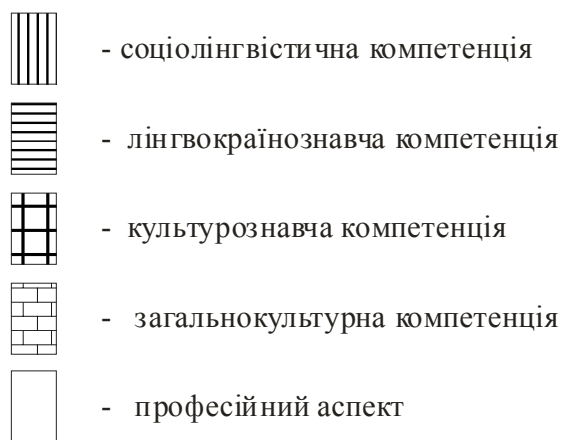 - соціолінгвістична компетенція
- лінгвокраїнознавча компетенція
- культурознавча компетенція
- загальнокультурна компетенція
- професійний аспект